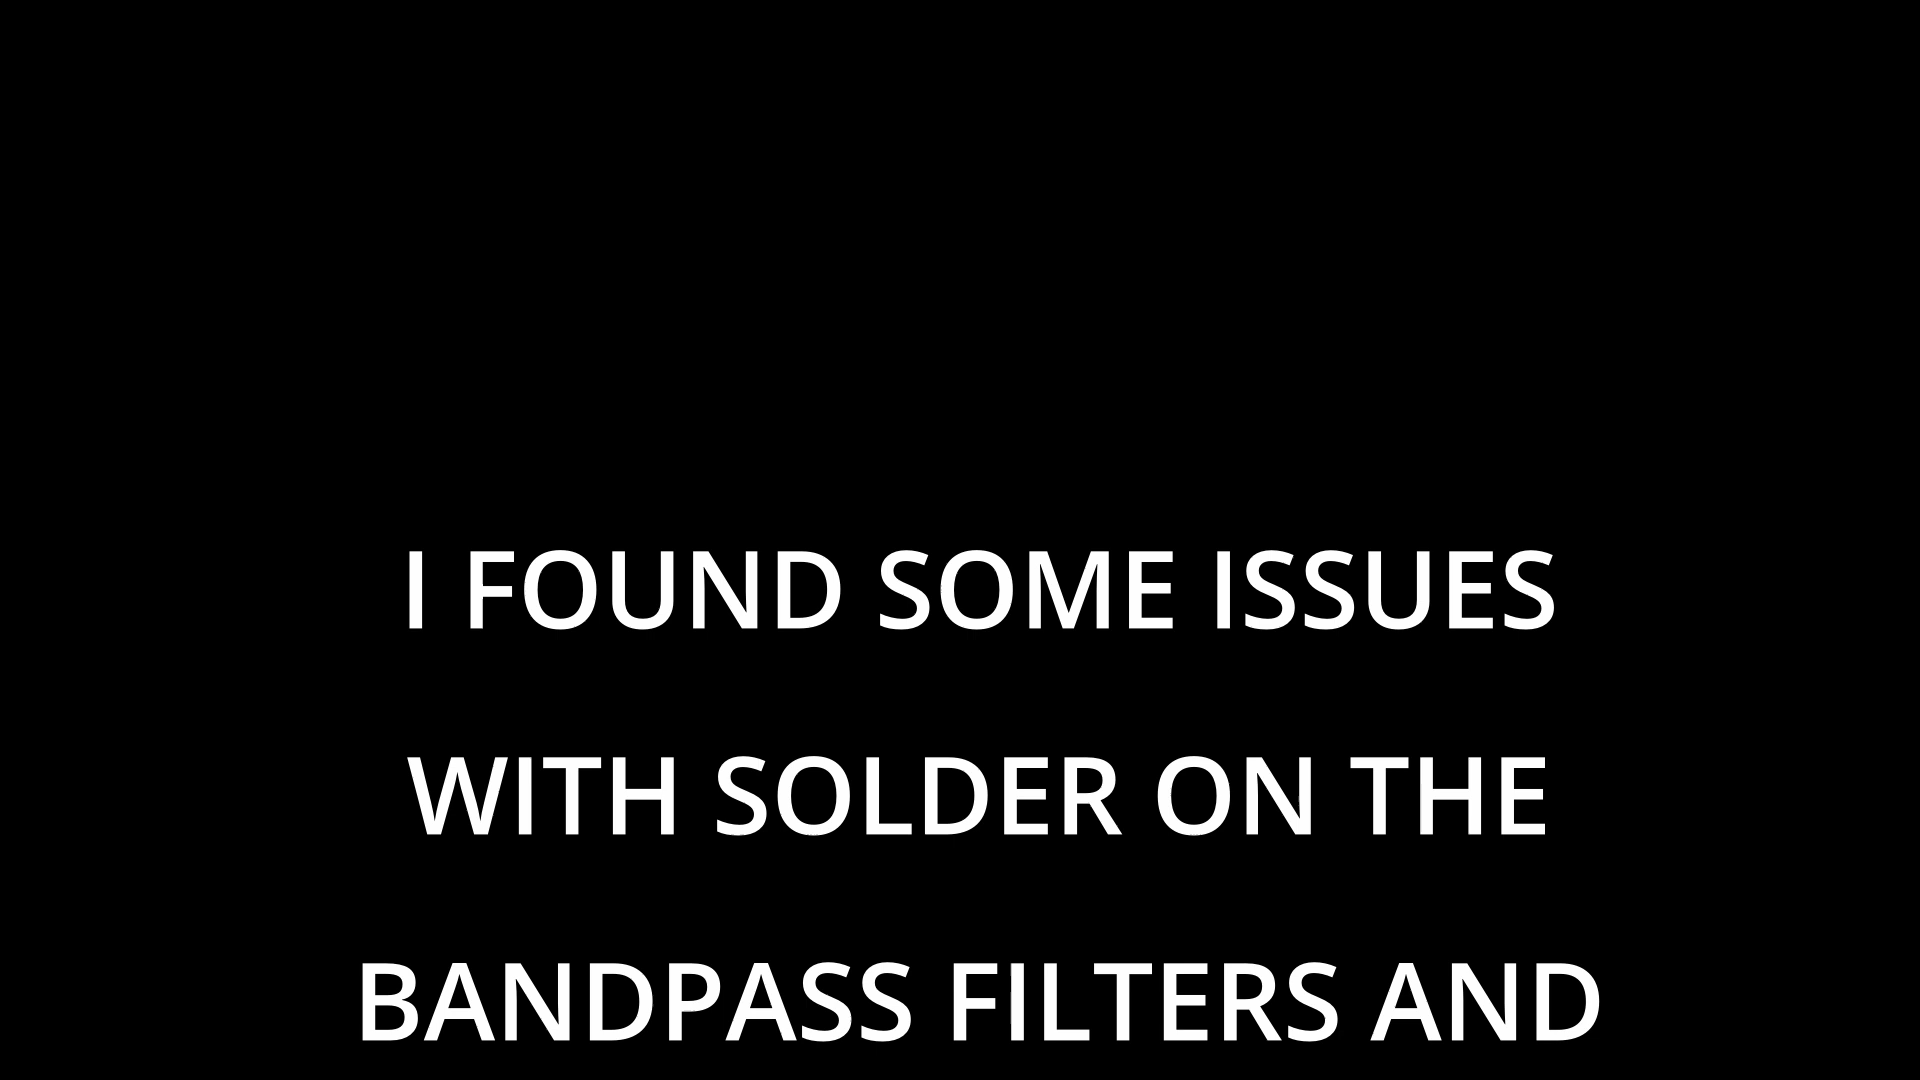 I FOUND SOME ISSUES
WITH SOLDER ON THE
BANDPASS FILTERS AND